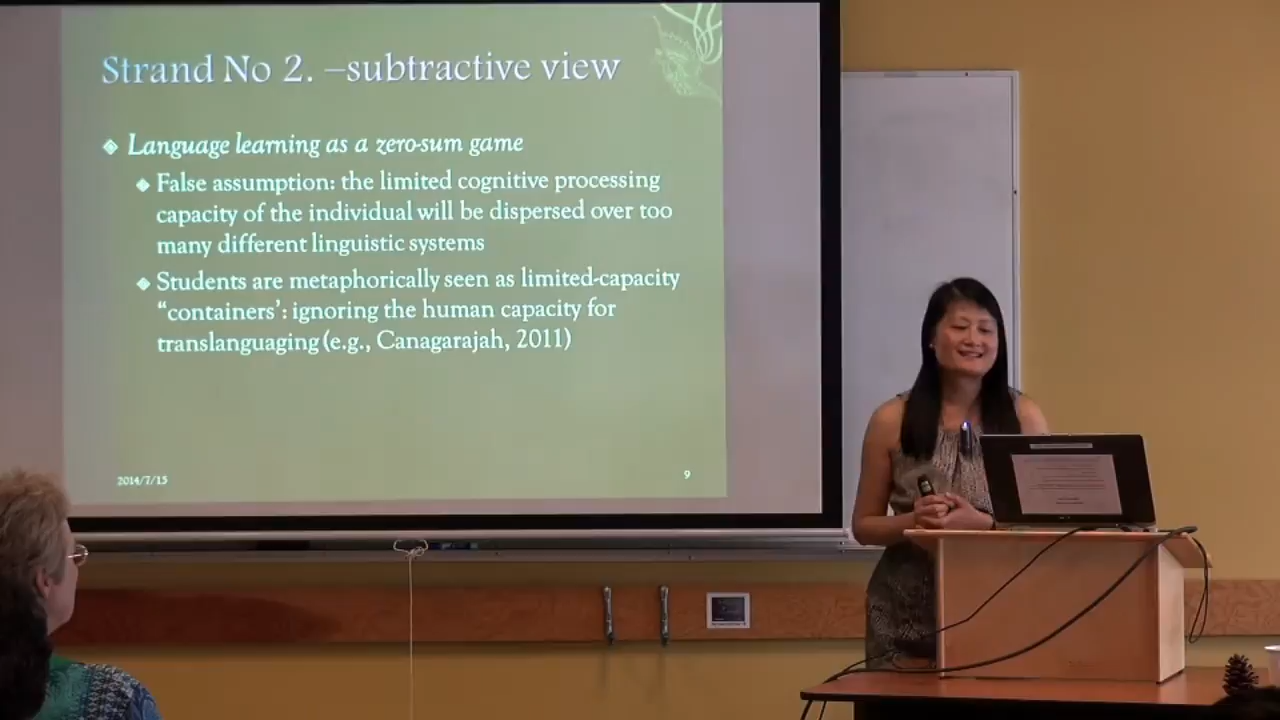 Strand No 2. –subtractive view
Language learning as a zero-sum game
False assumption: the limited cognitive processing
capacity of the individual will be dispersed over too
many different linguistic systems
Students are metaphorically seen as limited-capacity
“containers’: ignoring the human capacity for
translanguaging (e.g., Canagarajah, 2011)
2014/7/15
9